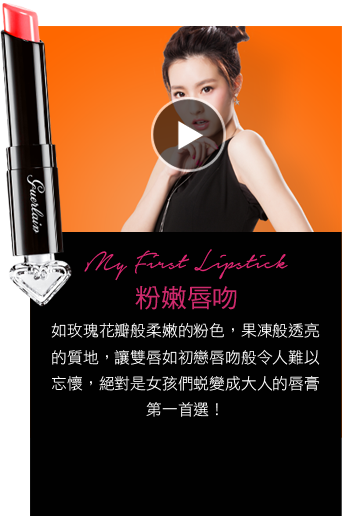 Guerlain
My First Lipstick
粉嫩唇吻
如玫瑰花瓣般柔嫩的粉色，果凍般透亮
的質地，讓雙唇如初戀唇吻般令人難以
忘懷，絕對是女孩們蛻變成大人的唇膏
第一首選！